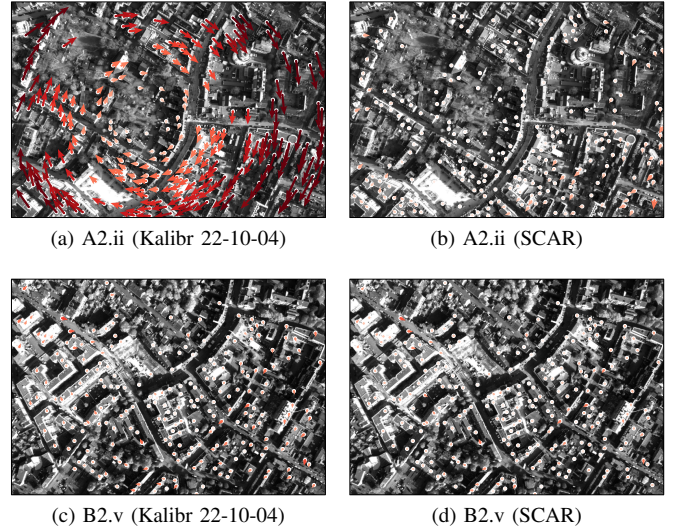 (a) A2.ii (Kalibr 22-10-04)
(b) A2.ii (SCAR)
(c) B2.v (Kalibr 22-10-04)
(d) B2.v (SCAR)